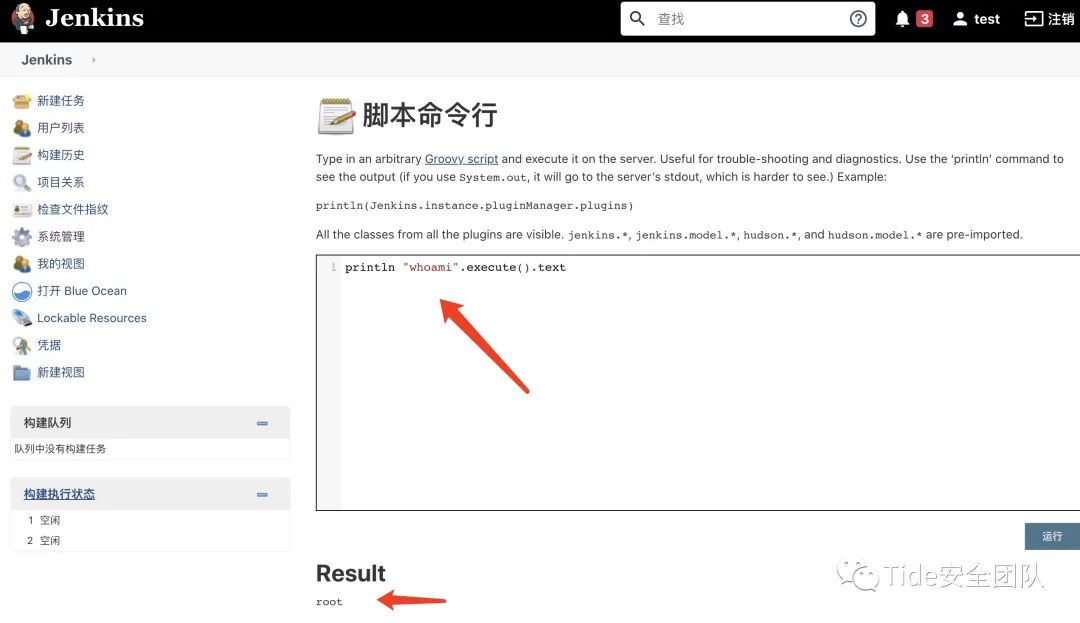 Jenkins
查找
3
test
注销
Jenkins
新建任务
用户列表
构建历史
项目关系
检查文件指纹
系统管理
我的视图
打开 Blue Ocean
Lockable Resources
凭据
新建视图
构建队列
队列中没有构建任务
构建执行状态
1 空闲
2 空闲
脚本命令行
Type in an arbitrary Groovy script and execute it on the server. Useful for trouble-shooting and diagnostics. Use the ‘println’ command to
see the output (if you use System.out, it will go to the server’s stdout, which is harder to see.) Example:
println(Jenkins.instance.pluginManager.plugins)
All the classes from all the plugins are visible. jenkins.*, jenkins.model.*, hudson.*, and hudson.model.* are pre-imported.
1 println "whoami".execute().text
运行
Result
root
Tide安全团队